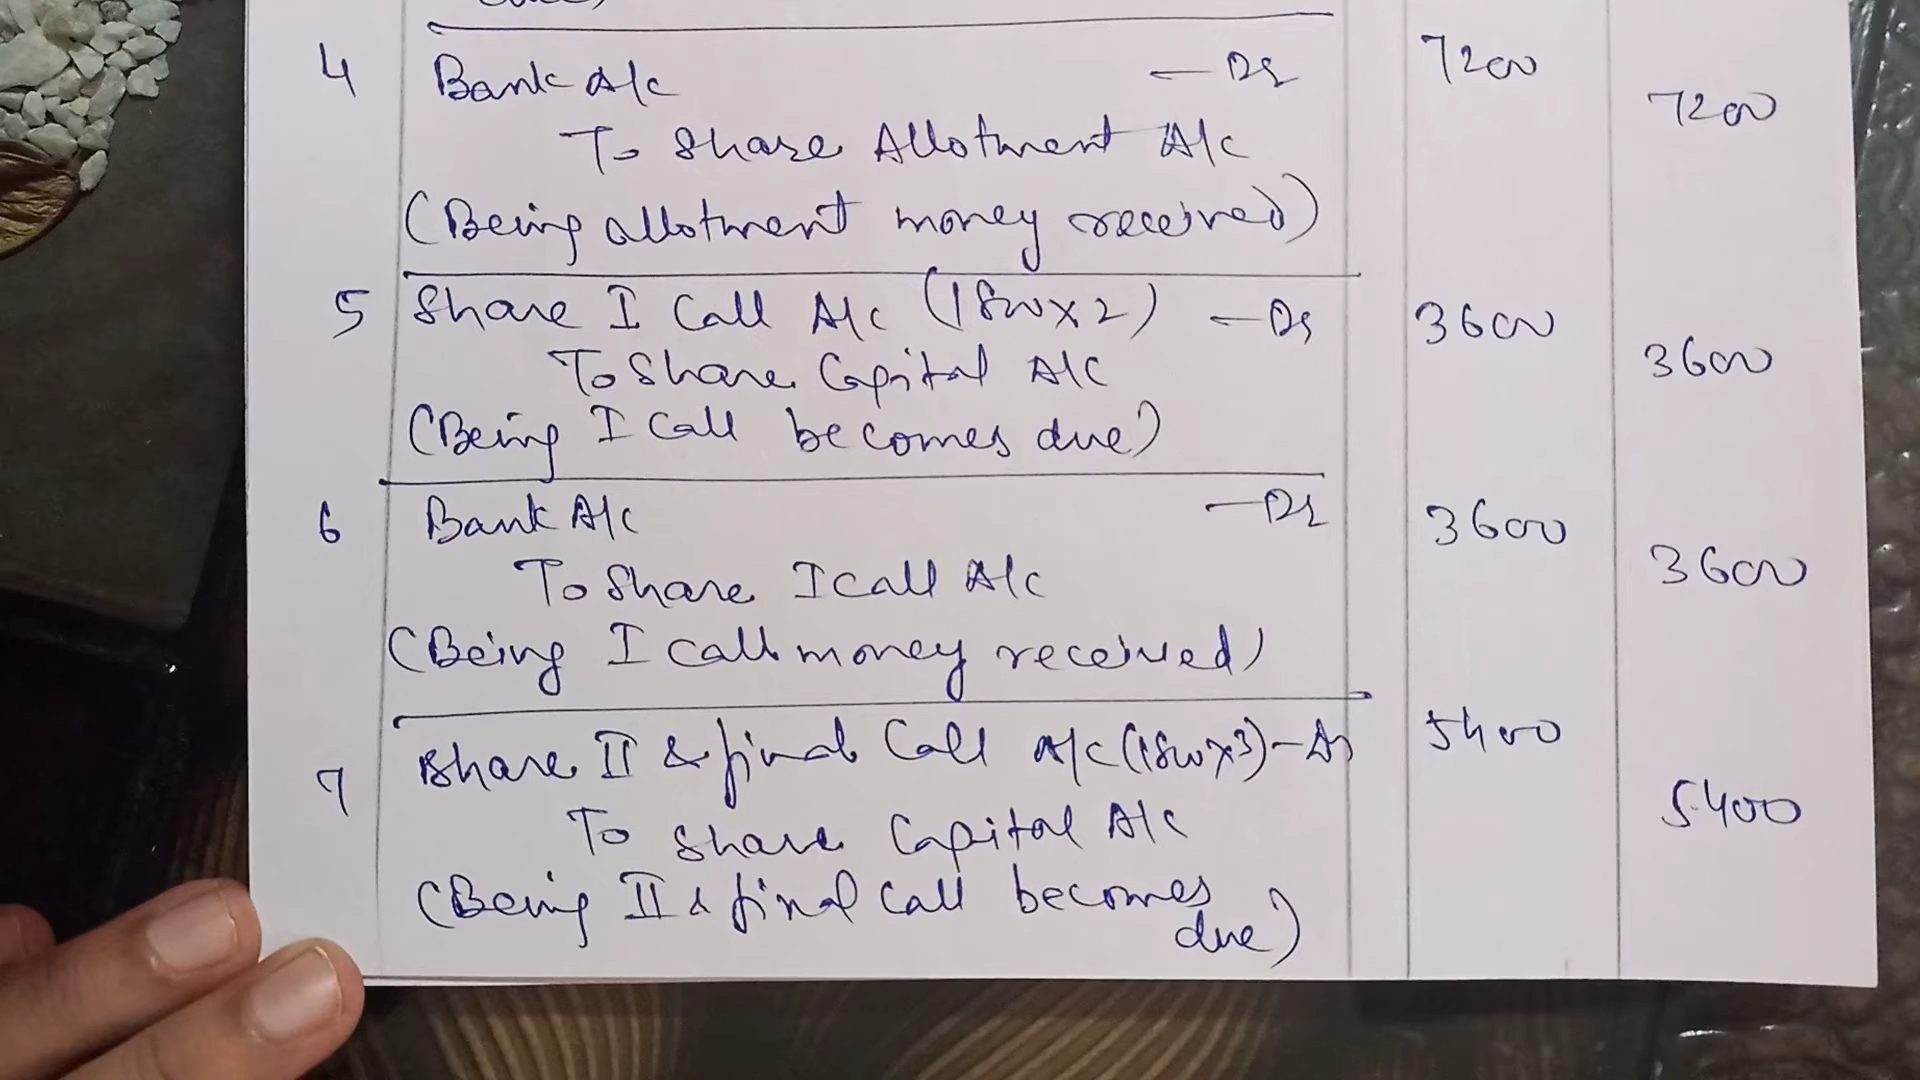 4 Bank A/c — Dr 7200
To Share Allotment A/c 7200
(Being allotment money received)
5 Share I Call A/c (1800×2) — Dr 3600
To Share Capital A/c 3600
(Being I Call becomes due)
6 Bank A/c — Dr 3600
To Share I call A/c 3600
(Being I call money received)
7 Share II & final Call A/c (1800×3) — Dr 5400
To Share Capital A/c 5400
(Being II & final Call becomes
due)